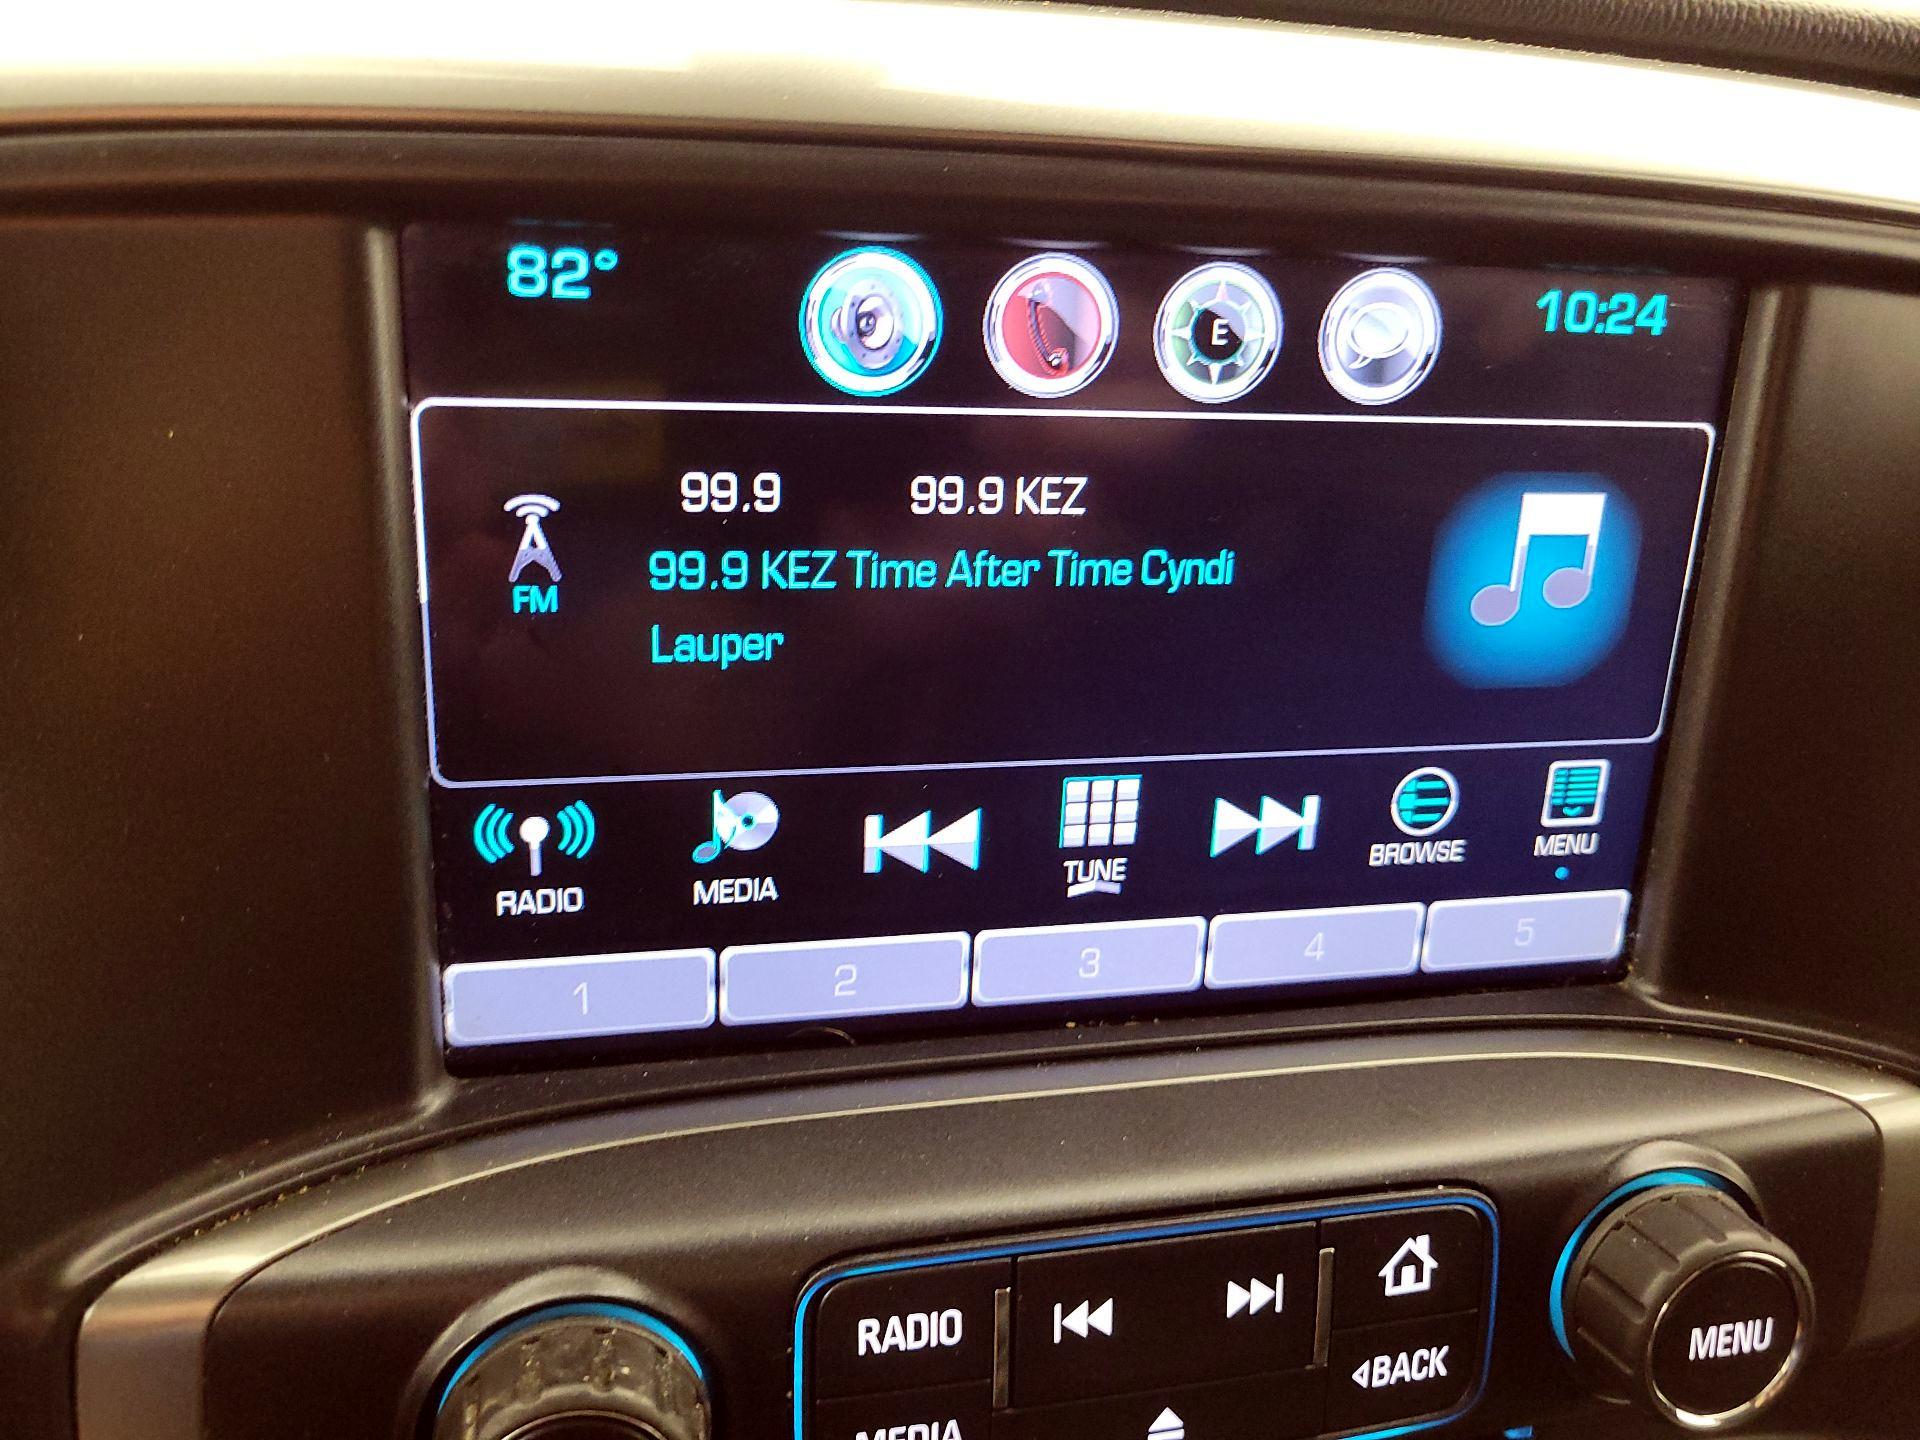 82° E 10:24
99.9 99.9 KEZ
99.9 KEZ Time After Time Cyndi
Lauper
FM
RADIO MEDIA TUNE BROWSE MENU
1 2 3 4 5
RADIO
BACK
MENU
MEDIA